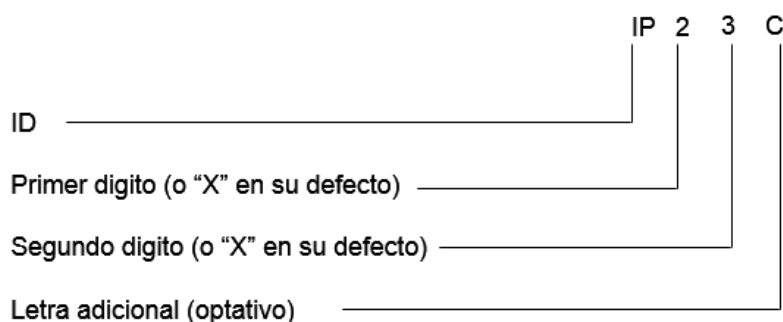 IP 2 3 C
ID
Primer digito (o “X” en su defecto)
Segundo digito (o “X” en su defecto)
Letra adicional (optativo)